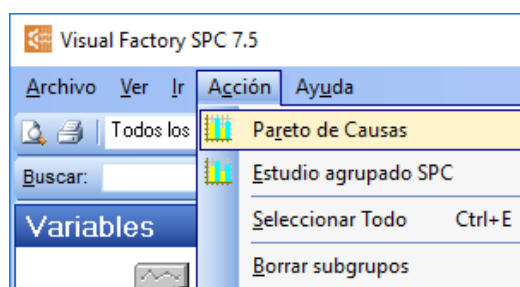 Visual Factory SPC 7.5
Archivo Ver Ir Acción Ayuda
Todos los
Pareto de Causas
Buscar:
Estudio agrupado SPC
Variables
Seleccionar Todo Ctrl+E
Borrar subgrupos